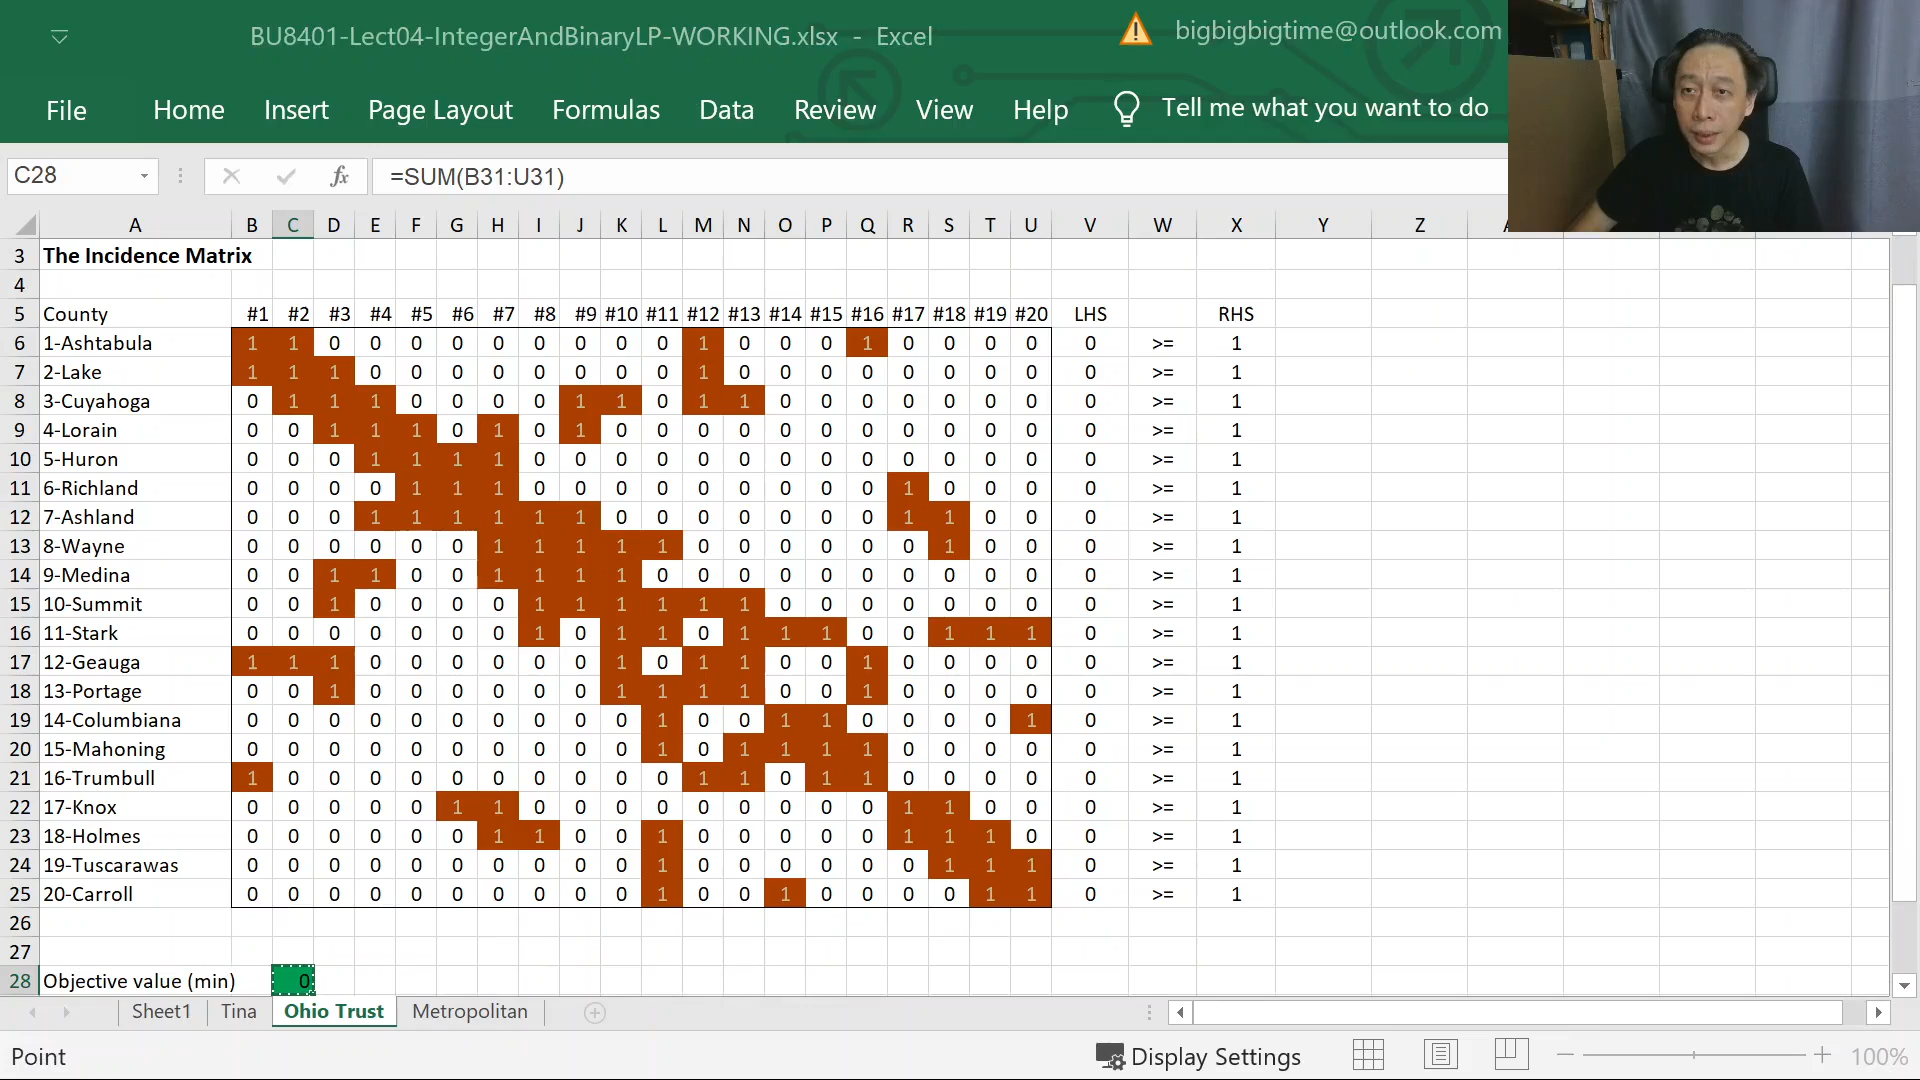 BU8401-Lect04-IntegerAndBinaryLP-WORKING.xlsx - Excel
bigbigbigtime@outlook.com
File Home Insert Page Layout Formulas Data Review View Help Tell me what you want to do
C28 fx =SUM(B31:U31)
A B C D E F G H I J K L M N O P Q R S T U V W X Y Z
3 The Incidence Matrix
4
5 County #1 #2 #3 #4 #5 #6 #7 #8 #9 #10 #11 #12 #13 #14 #15 #16 #17 #18 #19 #20 LHS RHS
6 1-Ashtabula 1 1 0 0 0 0 0 0 0 0 0 1 0 0 0 1 0 0 0 0 0 >= 1
7 2-Lake 1 1 1 0 0 0 0 0 0 0 0 1 0 0 0 0 0 0 0 0 0 >= 1
8 3-Cuyahoga 0 1 1 1 0 0 0 0 1 1 0 1 1 0 0 0 0 0 0 0 0 >= 1
9 4-Lorain 0 0 1 1 1 0 1 0 1 0 0 0 0 0 0 0 0 0 0 0 0 >= 1
10 5-Huron 0 0 0 1 1 1 1 0 0 0 0 0 0 0 0 0 0 0 0 0 0 >= 1
11 6-Richland 0 0 0 0 1 1 1 0 0 0 0 0 0 0 0 0 1 0 0 0 0 >= 1
12 7-Ashland 0 0 0 1 1 1 1 1 1 0 0 0 0 0 0 0 1 1 0 0 0 >= 1
13 8-Wayne 0 0 0 0 0 0 1 1 1 1 1 0 0 0 0 0 0 1 0 0 0 >= 1
14 9-Medina 0 0 1 1 0 0 1 1 1 1 0 0 0 0 0 0 0 0 0 0 0 >= 1
15 10-Summit 0 0 1 0 0 0 0 1 1 1 1 1 1 0 0 0 0 0 0 0 0 >= 1
16 11-Stark 0 0 0 0 0 0 0 1 0 1 1 0 1 1 1 0 0 1 1 1 0 >= 1
17 12-Geauga 1 1 1 0 0 0 0 0 0 1 0 1 1 0 0 1 0 0 0 0 0 >= 1
18 13-Portage 0 0 1 0 0 0 0 0 0 1 1 1 1 0 0 1 0 0 0 0 0 >= 1
19 14-Columbiana 0 0 0 0 0 0 0 0 0 0 1 0 0 1 1 0 0 0 0 1 0 >= 1
20 15-Mahoning 0 0 0 0 0 0 0 0 0 0 1 0 1 1 1 1 0 0 0 0 0 >= 1
21 16-Trumbull 1 0 0 0 0 0 0 0 0 0 0 1 1 0 1 1 0 0 0 0 0 >= 1
22 17-Knox 0 0 0 0 0 1 1 0 0 0 0 0 0 0 0 0 1 1 0 0 0 >= 1
23 18-Holmes 0 0 0 0 0 0 1 1 0 0 1 0 0 0 0 0 1 1 1 0 0 >= 1
24 19-Tuscarawas 0 0 0 0 0 0 0 0 0 0 1 0 0 0 0 0 0 1 1 1 0 >= 1
25 20-Carroll 0 0 0 0 0 0 0 0 0 0 1 0 0 1 0 0 0 0 1 1 0 >= 1
26
27
28 Objective value (min) 0
Sheet1 Tina Ohio Trust Metropolitan
Point Display Settings 100%